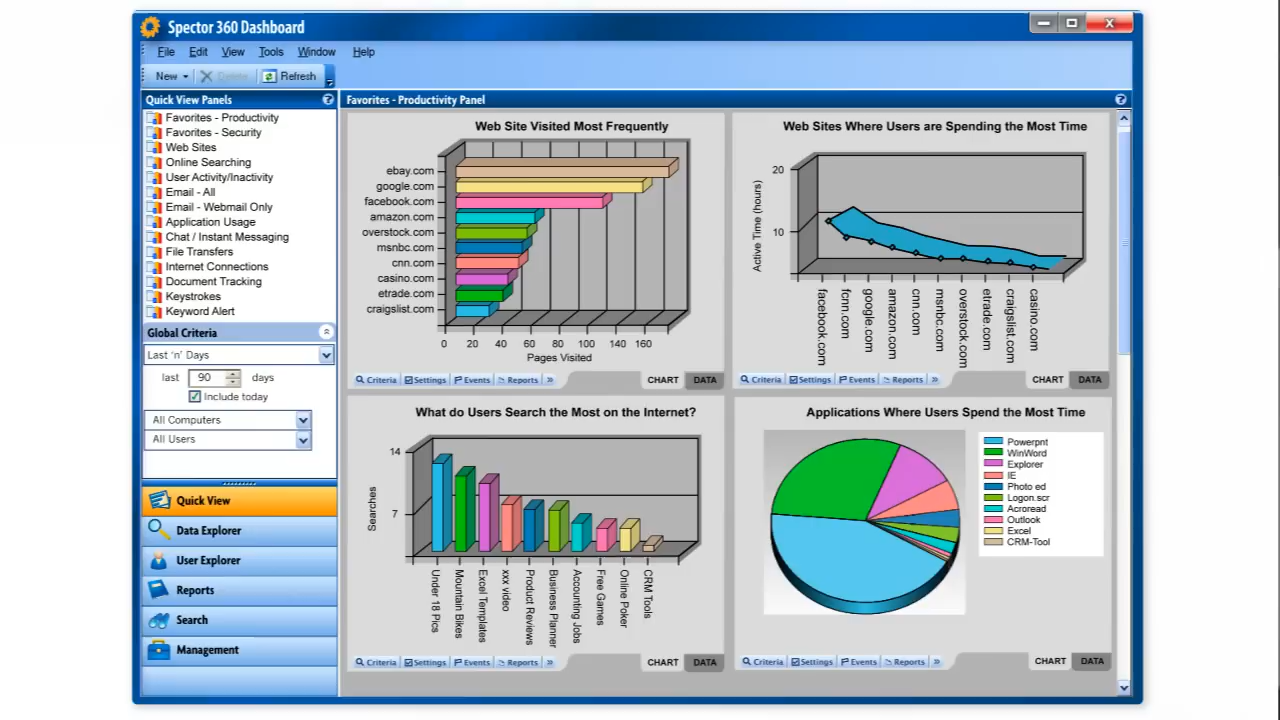 Spector 360 Dashboard
File Edit View Tools Window Help
New Delete Refresh
Quick View Panels
Favorites - Productivity
Favorites - Security
Web Sites
Online Searching
User Activity/Inactivity
Email - All
Email - Webmail Only
Application Usage
Chat / Instant Messaging
File Transfers
Internet Connections
Document Tracking
Keystrokes
Keyword Alert
Global Criteria
Last 'n' Days
last 90 days
Include today
All Computers
All Users
Quick View
Data Explorer
User Explorer
Reports
Search
Management
Favorites - Productivity Panel
Web Site Visited Most Frequently
ebay.com
google.com
facebook.com
amazon.com
overstock.com
msnbc.com
cnn.com
casino.com
etrade.com
craigslist.com
0 20 40 60 80 100 140 160
Pages Visited
Criteria Settings Events Reports » CHART DATA
Web Sites Where Users are Spending the Most Time
Active Time (hours)
20
10
facebook.com
fcnn.com
google.com
amazon.com
cnn.com
msnbc.com
overstock.com
etrade.com
craigslist.com
casino.com
Criteria Settings Events Reports » CHART DATA
What do Users Search the Most on the Internet?
Searches
14
7
Under 18 Pics
Mountain Bikes
Excel Templates
xxx video
Product Reviews
Business Planner
Accounting Jobs
Free Games
Online Poker
CRM Tools
Criteria Settings Events Reports » CHART DATA
Applications Where Users Spend the Most Time
Powerpnt
WinWord
Explorer
IE
Photo ed
Logon.scr
Acroread
Outlook
Excel
CRM-Tool
Criteria Settings Events Reports » CHART DATA